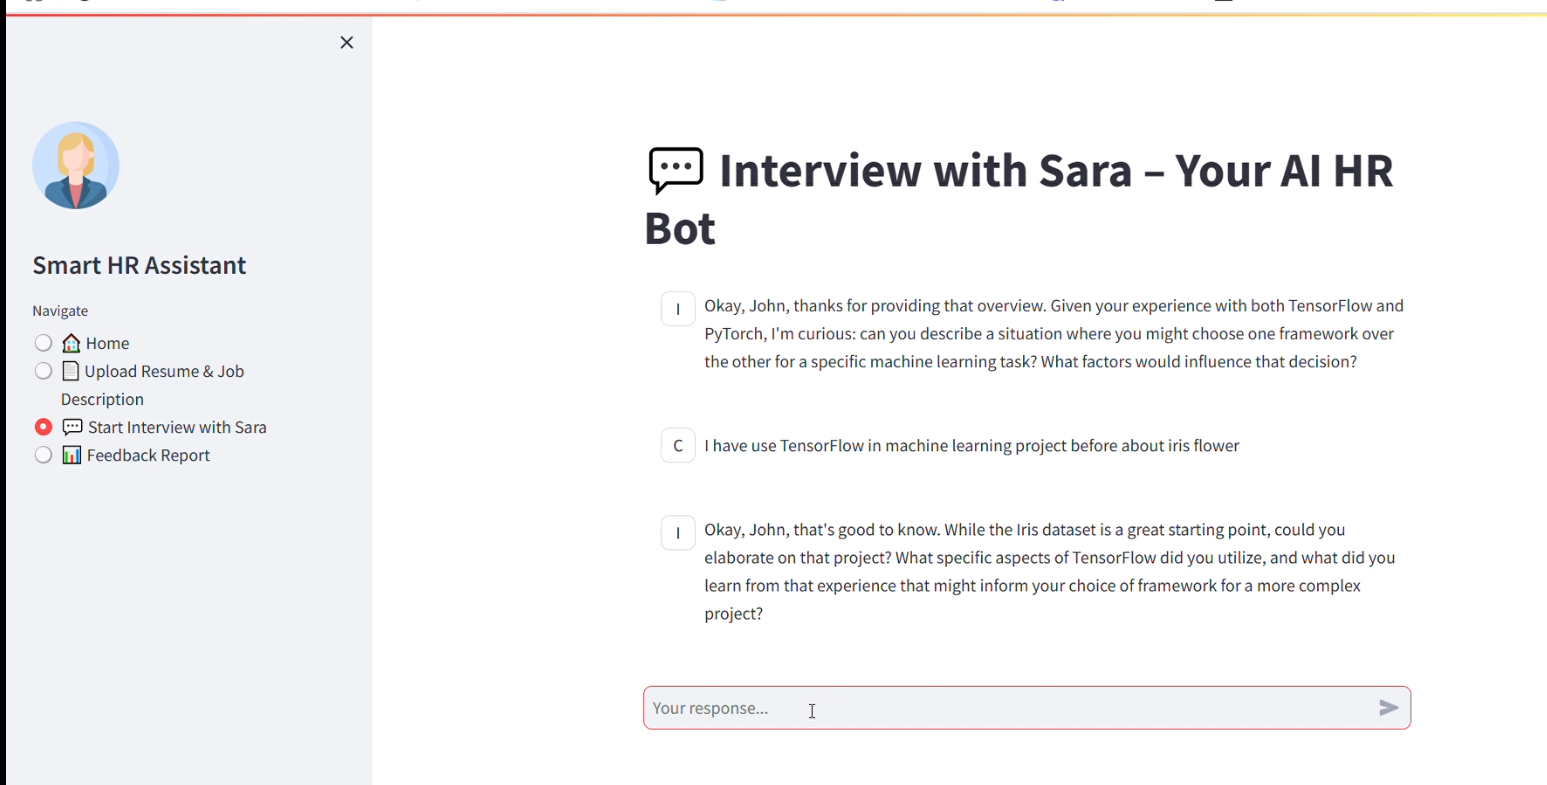 Smart HR Assistant
Navigate
🏠 Home
📄 Upload Resume & Job
Description
💬 Start Interview with Sara
📊 Feedback Report
💬 Interview with Sara – Your AI HR
Bot
I
Okay, John, thanks for providing that overview. Given your experience with both TensorFlow and
PyTorch, I'm curious: can you describe a situation where you might choose one framework over
the other for a specific machine learning task? What factors would influence that decision?
C
I have use TensorFlow in machine learning project before about iris flower
I
Okay, John, that's good to know. While the Iris dataset is a great starting point, could you
elaborate on that project? What specific aspects of TensorFlow did you utilize, and what did you
learn from that experience that might inform your choice of framework for a more complex
project?
Your response...